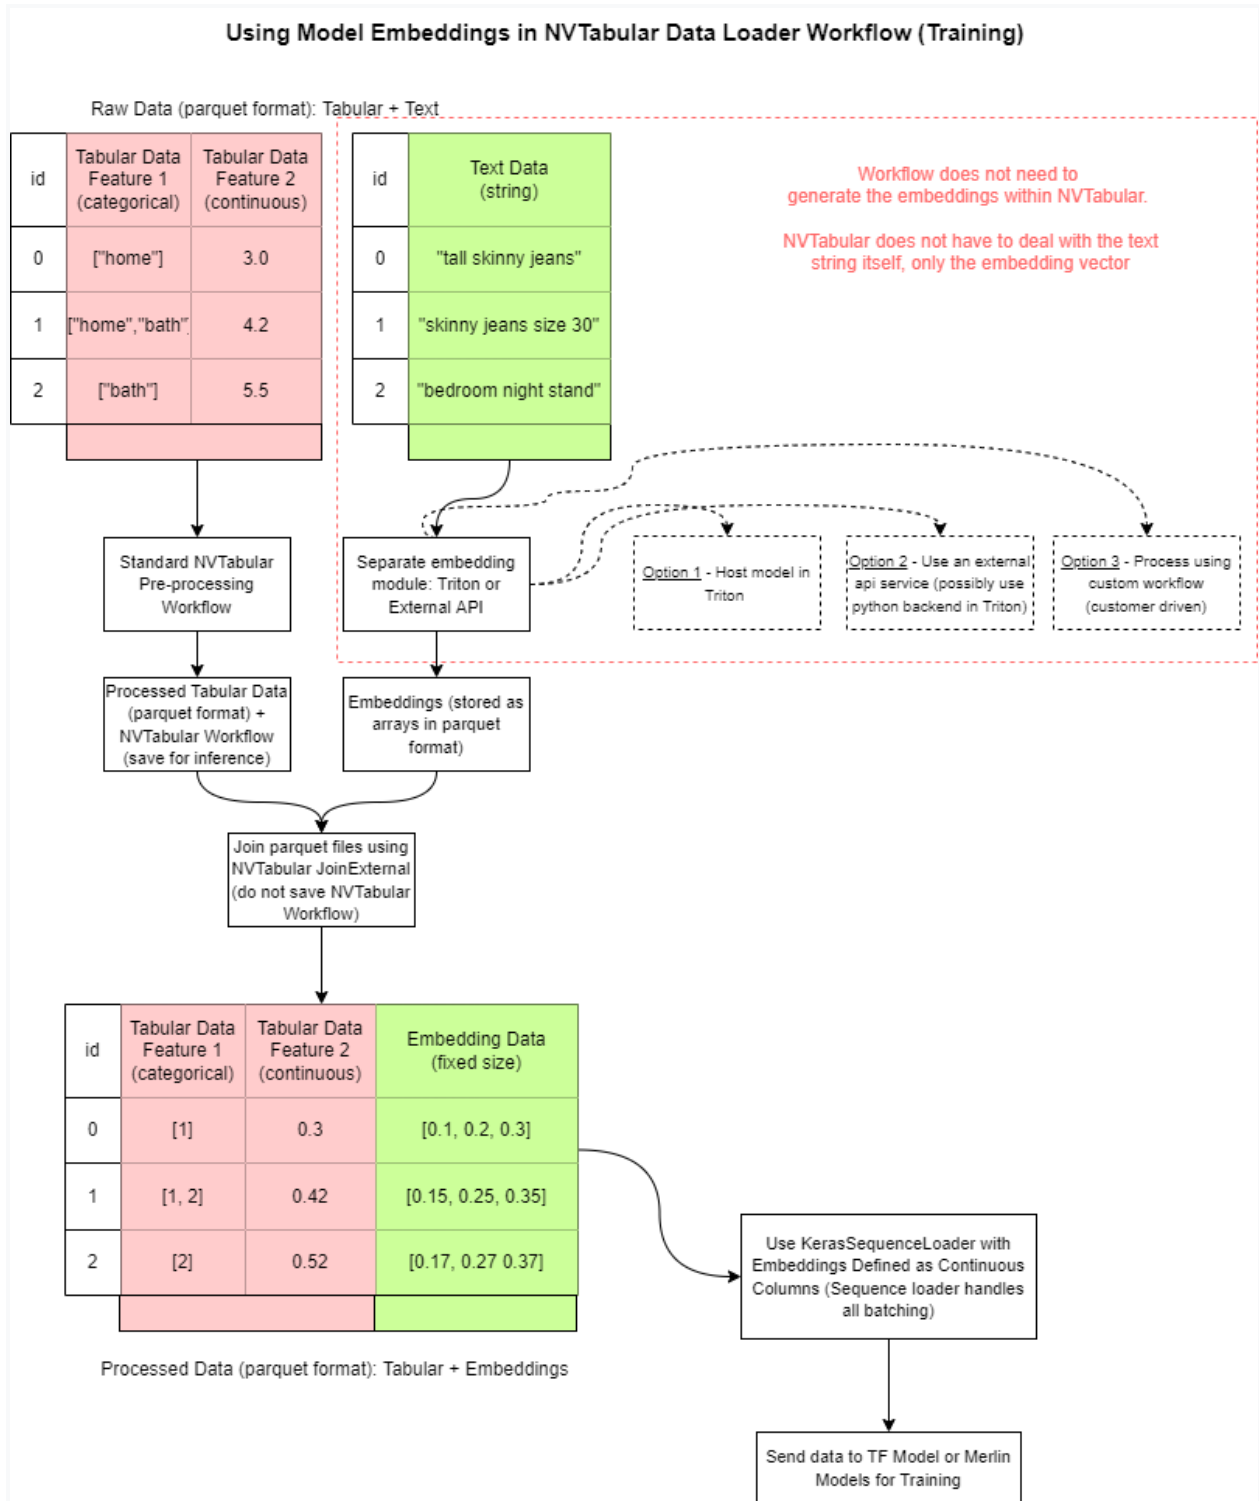 Using Model Embeddings in NVTabular Data Loader Workflow (Training)
Raw Data (parquet format): Tabular + Text
id
Tabular Data
Feature 1
(categorical)
Tabular Data
Feature 2
(continuous)
0
["home"]
3.0
1
["home","bath"
4.2
2
["bath"]
5.5
id
Text Data
(string)
0
"tall skinny jeans"
1
"skinny jeans size 30"
2
"bedroom night stand"
Workflow does not need to
generate the embeddings within NVTabular.
NVTabular does not have to deal with the text
string itself, only the embedding vector
Standard NVTabular
Pre-processing
Workflow
Separate embedding
module: Triton or
External API
Option 1 - Host model in
Triton
Option 2 - Use an external
api service (possibly use
python backend in Triton)
Option 3 - Process using
custom workflow
(customer driven)
Processed Tabular Data
(parquet format) +
NVTabular Workflow
(save for inference)
Embeddings (stored as
arrays in parquet
format)
Join parquet files using
NVTabular JoinExternal
(do not save NVTabular
Workflow)
id
Tabular Data
Feature 1
(categorical)
Tabular Data
Feature 2
(continuous)
Embedding Data
(fixed size)
0
[1]
0.3
[0.1, 0.2, 0.3]
1
[1, 2]
0.42
[0.15, 0.25, 0.35]
2
[2]
0.52
[0.17, 0.27 0.37]
Processed Data (parquet format): Tabular + Embeddings
Use KerasSequenceLoader with
Embeddings Defined as Continuous
Columns (Sequence loader handles
all batching)
Send data to TF Model or Merlin
Models for Training